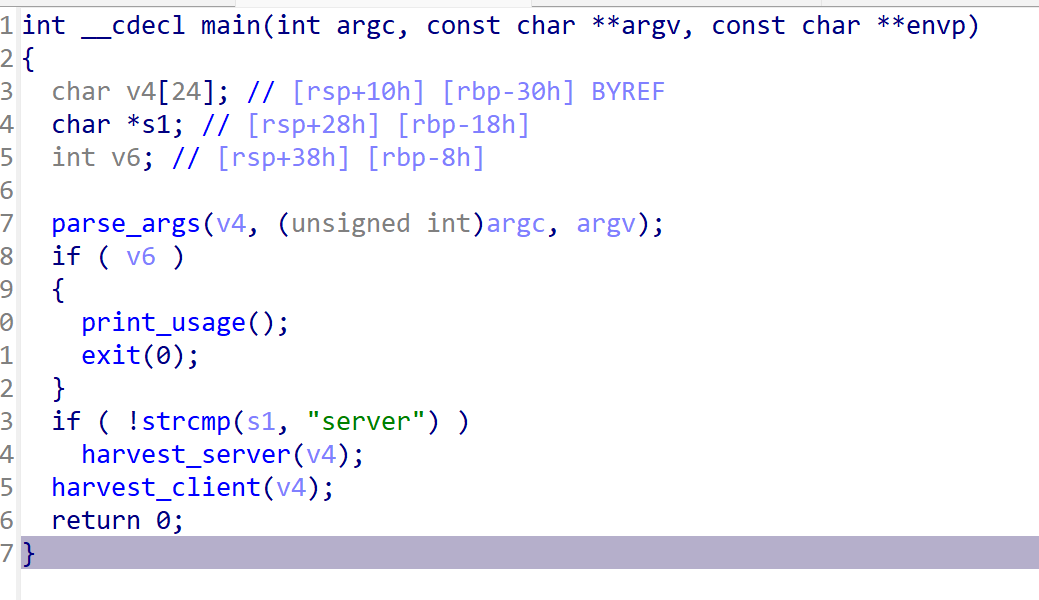 1 int __cdecl main(int argc, const char **argv, const char **envp)
2 {
3   char v4[24]; // [rsp+10h] [rbp-30h] BYREF
4   char *s1; // [rsp+28h] [rbp-18h]
5   int v6; // [rsp+38h] [rbp-8h]
6
7   parse_args(v4, (unsigned int)argc, argv);
8   if ( v6 )
9   {
0     print_usage();
1     exit(0);
2   }
3   if ( !strcmp(s1, "server") )
4     harvest_server(v4);
5   harvest_client(v4);
6   return 0;
7 }